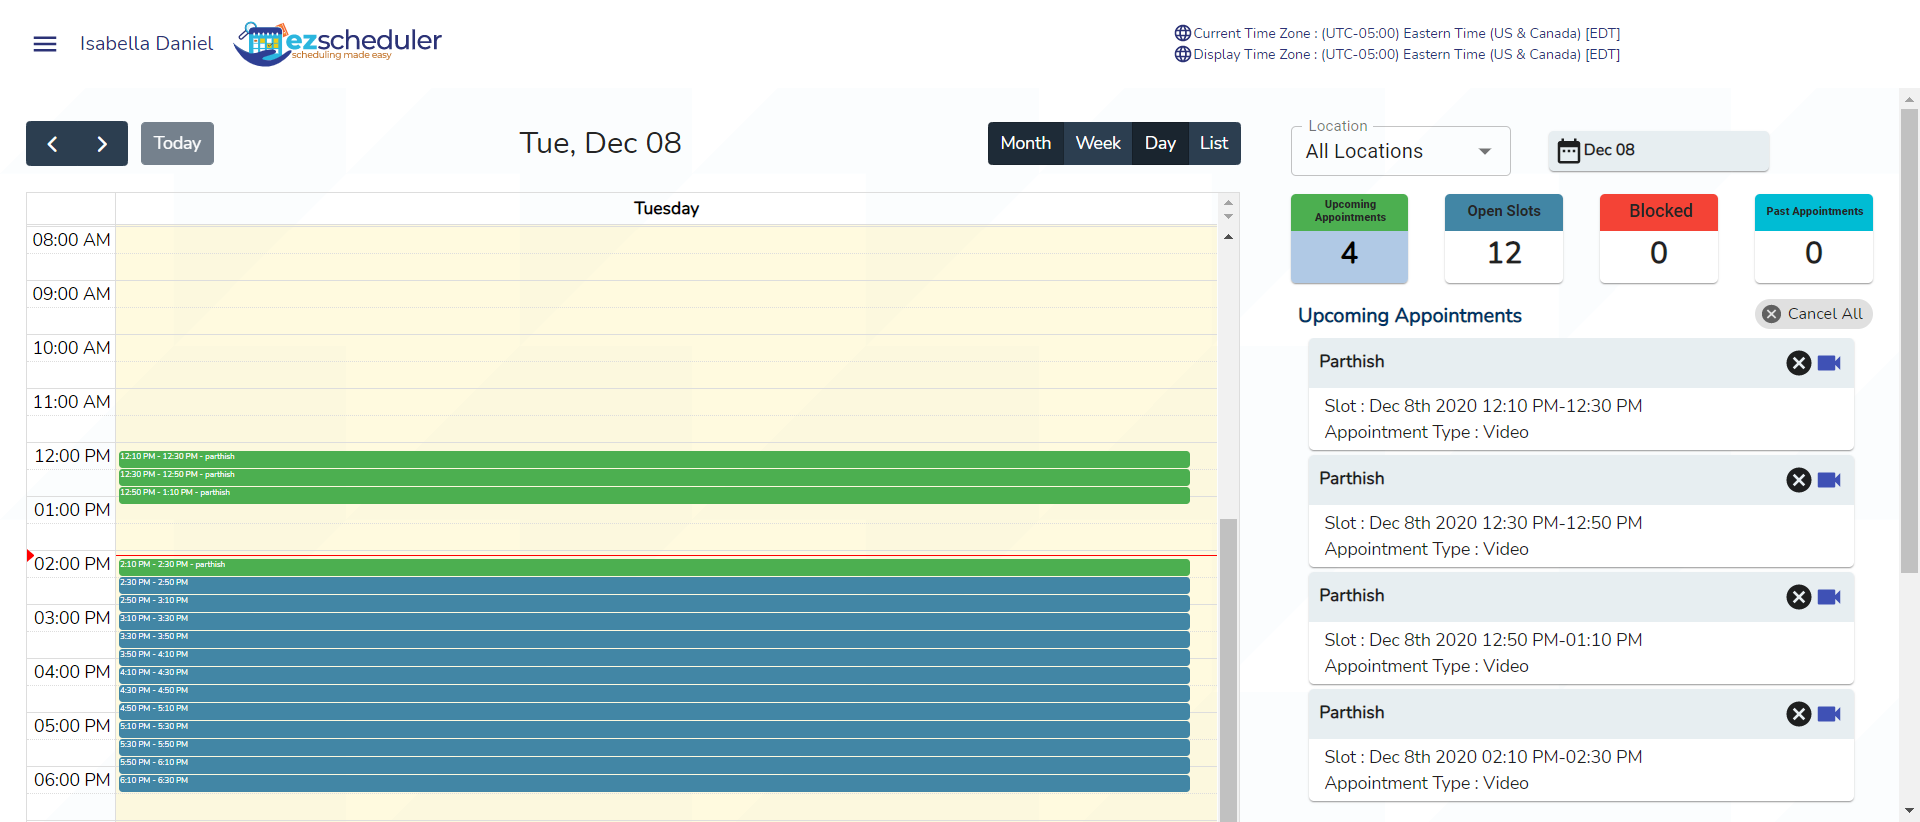 Isabella Daniel
ezscheduler
scheduling made easy
Current Time Zone : (UTC-05:00) Eastern Time (US & Canada) [EDT]
Display Time Zone : (UTC-05:00) Eastern Time (US & Canada) [EDT]
Today
Tue, Dec 08
Month Week Day List
Tuesday
08:00 AM
09:00 AM
10:00 AM
11:00 AM
12:00 PM
12:10 PM - 12:30 PM - parthish
12:30 PM - 12:50 PM - parthish
12:50 PM - 1:10 PM - parthish
01:00 PM
02:00 PM
2:10 PM - 2:30 PM - parthish
2:30 PM - 2:50 PM
2:50 PM - 3:10 PM
03:00 PM
3:10 PM - 3:30 PM
3:30 PM - 3:50 PM
3:50 PM - 4:10 PM
04:00 PM
4:10 PM - 4:30 PM
4:30 PM - 4:50 PM
4:50 PM - 5:10 PM
05:00 PM
5:10 PM - 5:30 PM
5:30 PM - 5:50 PM
5:50 PM - 6:10 PM
06:00 PM
6:10 PM - 6:30 PM
Location
All Locations
Dec 08
Upcoming
Appointments
4
Open Slots
12
Blocked
0
Past Appointments
0
Upcoming Appointments
Cancel All
Parthish
Slot : Dec 8th 2020 12:10 PM-12:30 PM
Appointment Type : Video
Parthish
Slot : Dec 8th 2020 12:30 PM-12:50 PM
Appointment Type : Video
Parthish
Slot : Dec 8th 2020 12:50 PM-01:10 PM
Appointment Type : Video
Parthish
Slot : Dec 8th 2020 02:10 PM-02:30 PM
Appointment Type : Video